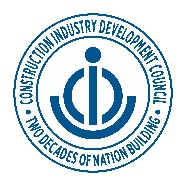 CONSTRUCTION INDUSTRY DEVELOPMENT COUNCIL
TWO DECADES OF NATION BUILDING